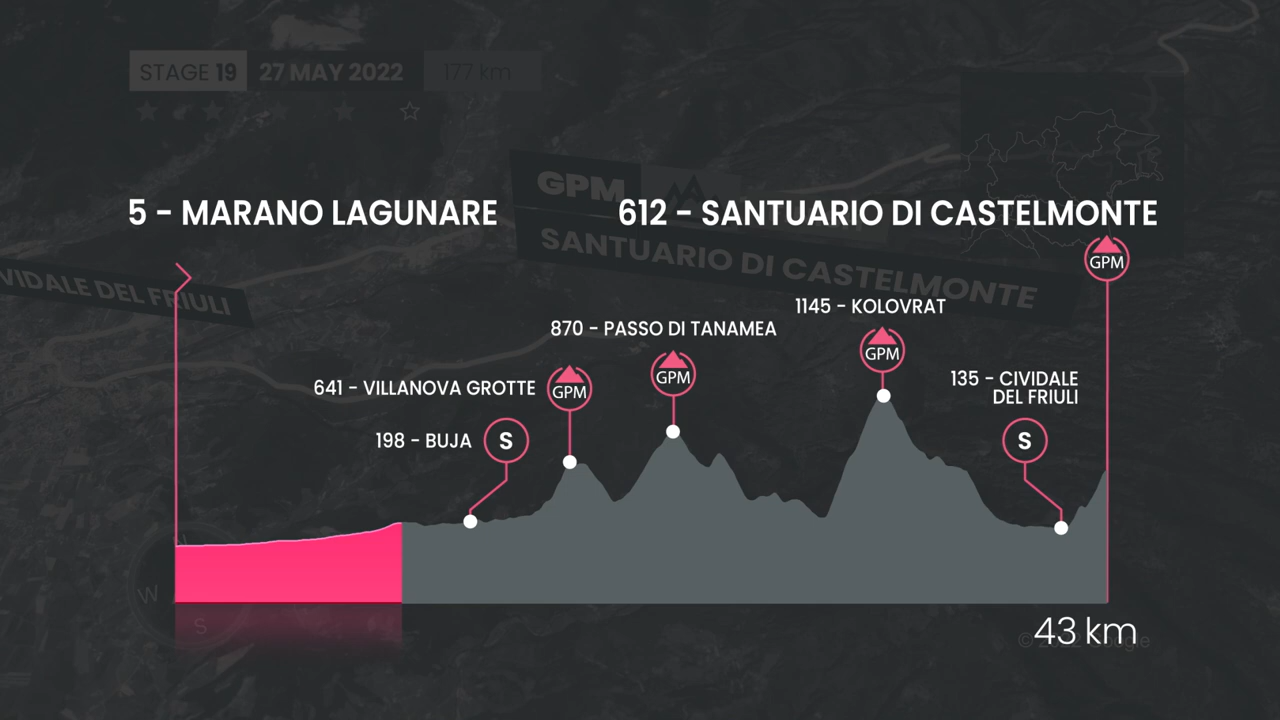 STAGE 19 27 MAY 2022 177 km
GPM
5 - MARANO LAGUNARE
612 - SANTUARIO DI CASTELMONTE
SANTUARIO DI CASTELMONTE
VIDALE DEL FRIULI
GPM
1145 - KOLOVRAT
870 - PASSO DI TANAMEA
GPM
GPM
641 - VILLANOVA GROTTE
GPM
135 - CIVIDALE
DEL FRIULI
198 - BUJA
S
S
W
S
43 km